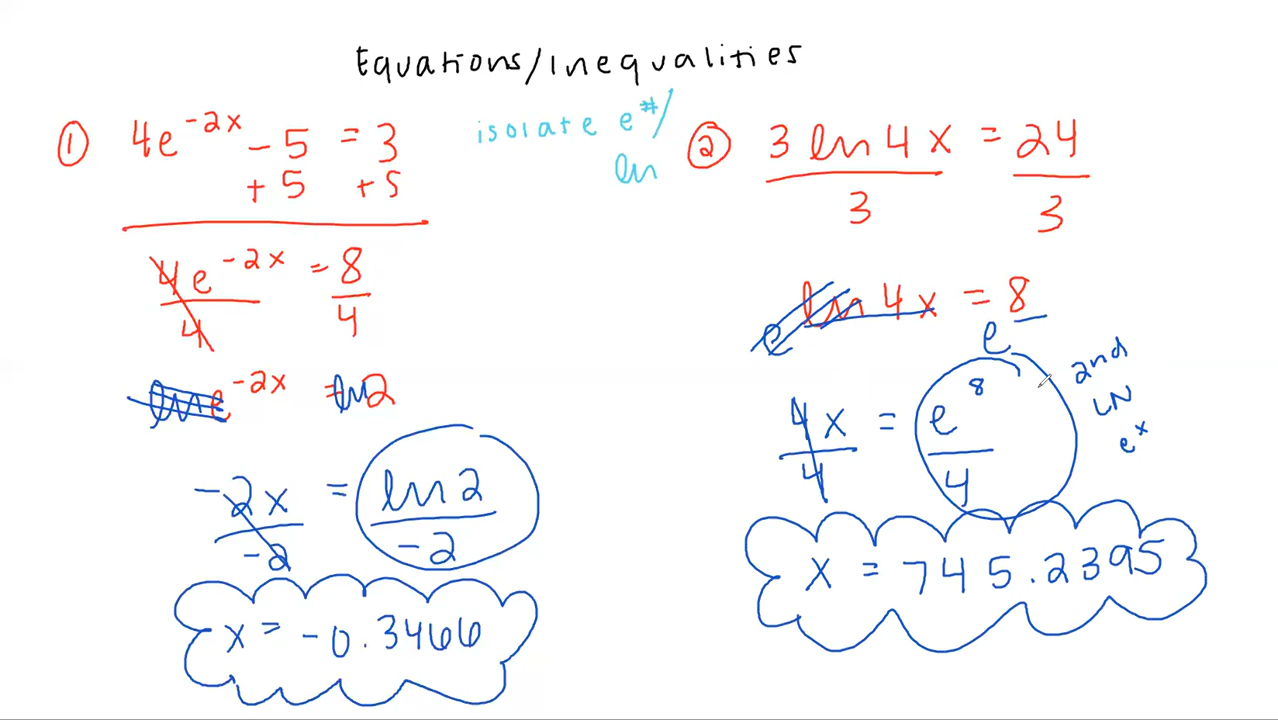 Equations/Inequalities
① 4e^{-2x} - 5 = 3
+5 +5
4e^{-2x} = 8
4 4
ln e^{-2x} = ln 2
-2x = ln 2
-2 -2
x = -0.3466
isolate e^#/
ln
② 3 ln 4x = 24
3 3
ln 4x = 8
e e
4x = e^8
4 4
2nd
LN
e^x
x = 745.2395